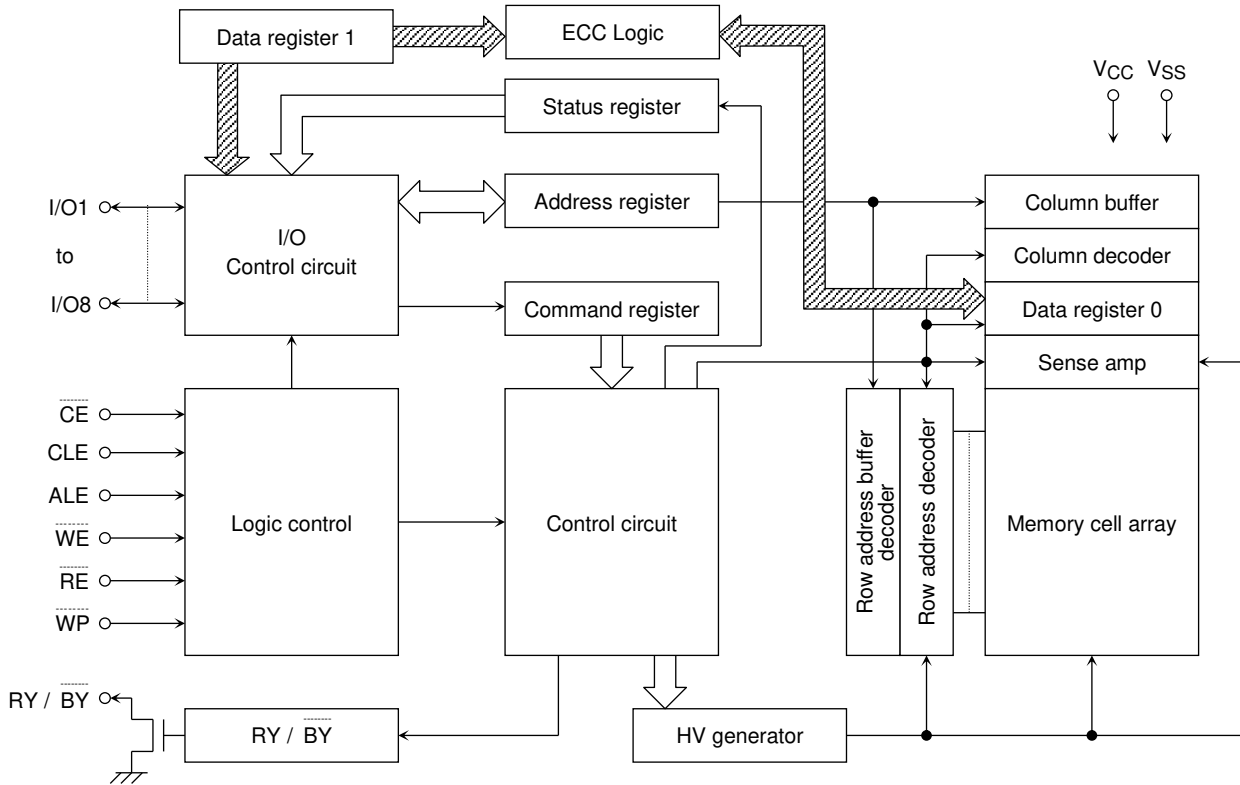 Data register 1
ECC Logic
Status register
VCC VSS
I/O1
to
I/O8
I/O
Control circuit
Address register
Column buffer
Column decoder
Command register
Data register 0
Sense amp
CE
CLE
ALE
WE
RE
WP
Logic control
Control circuit
Row address buffer
decoder
Row address decoder
Memory cell array
RY / BY
RY / BY
HV generator